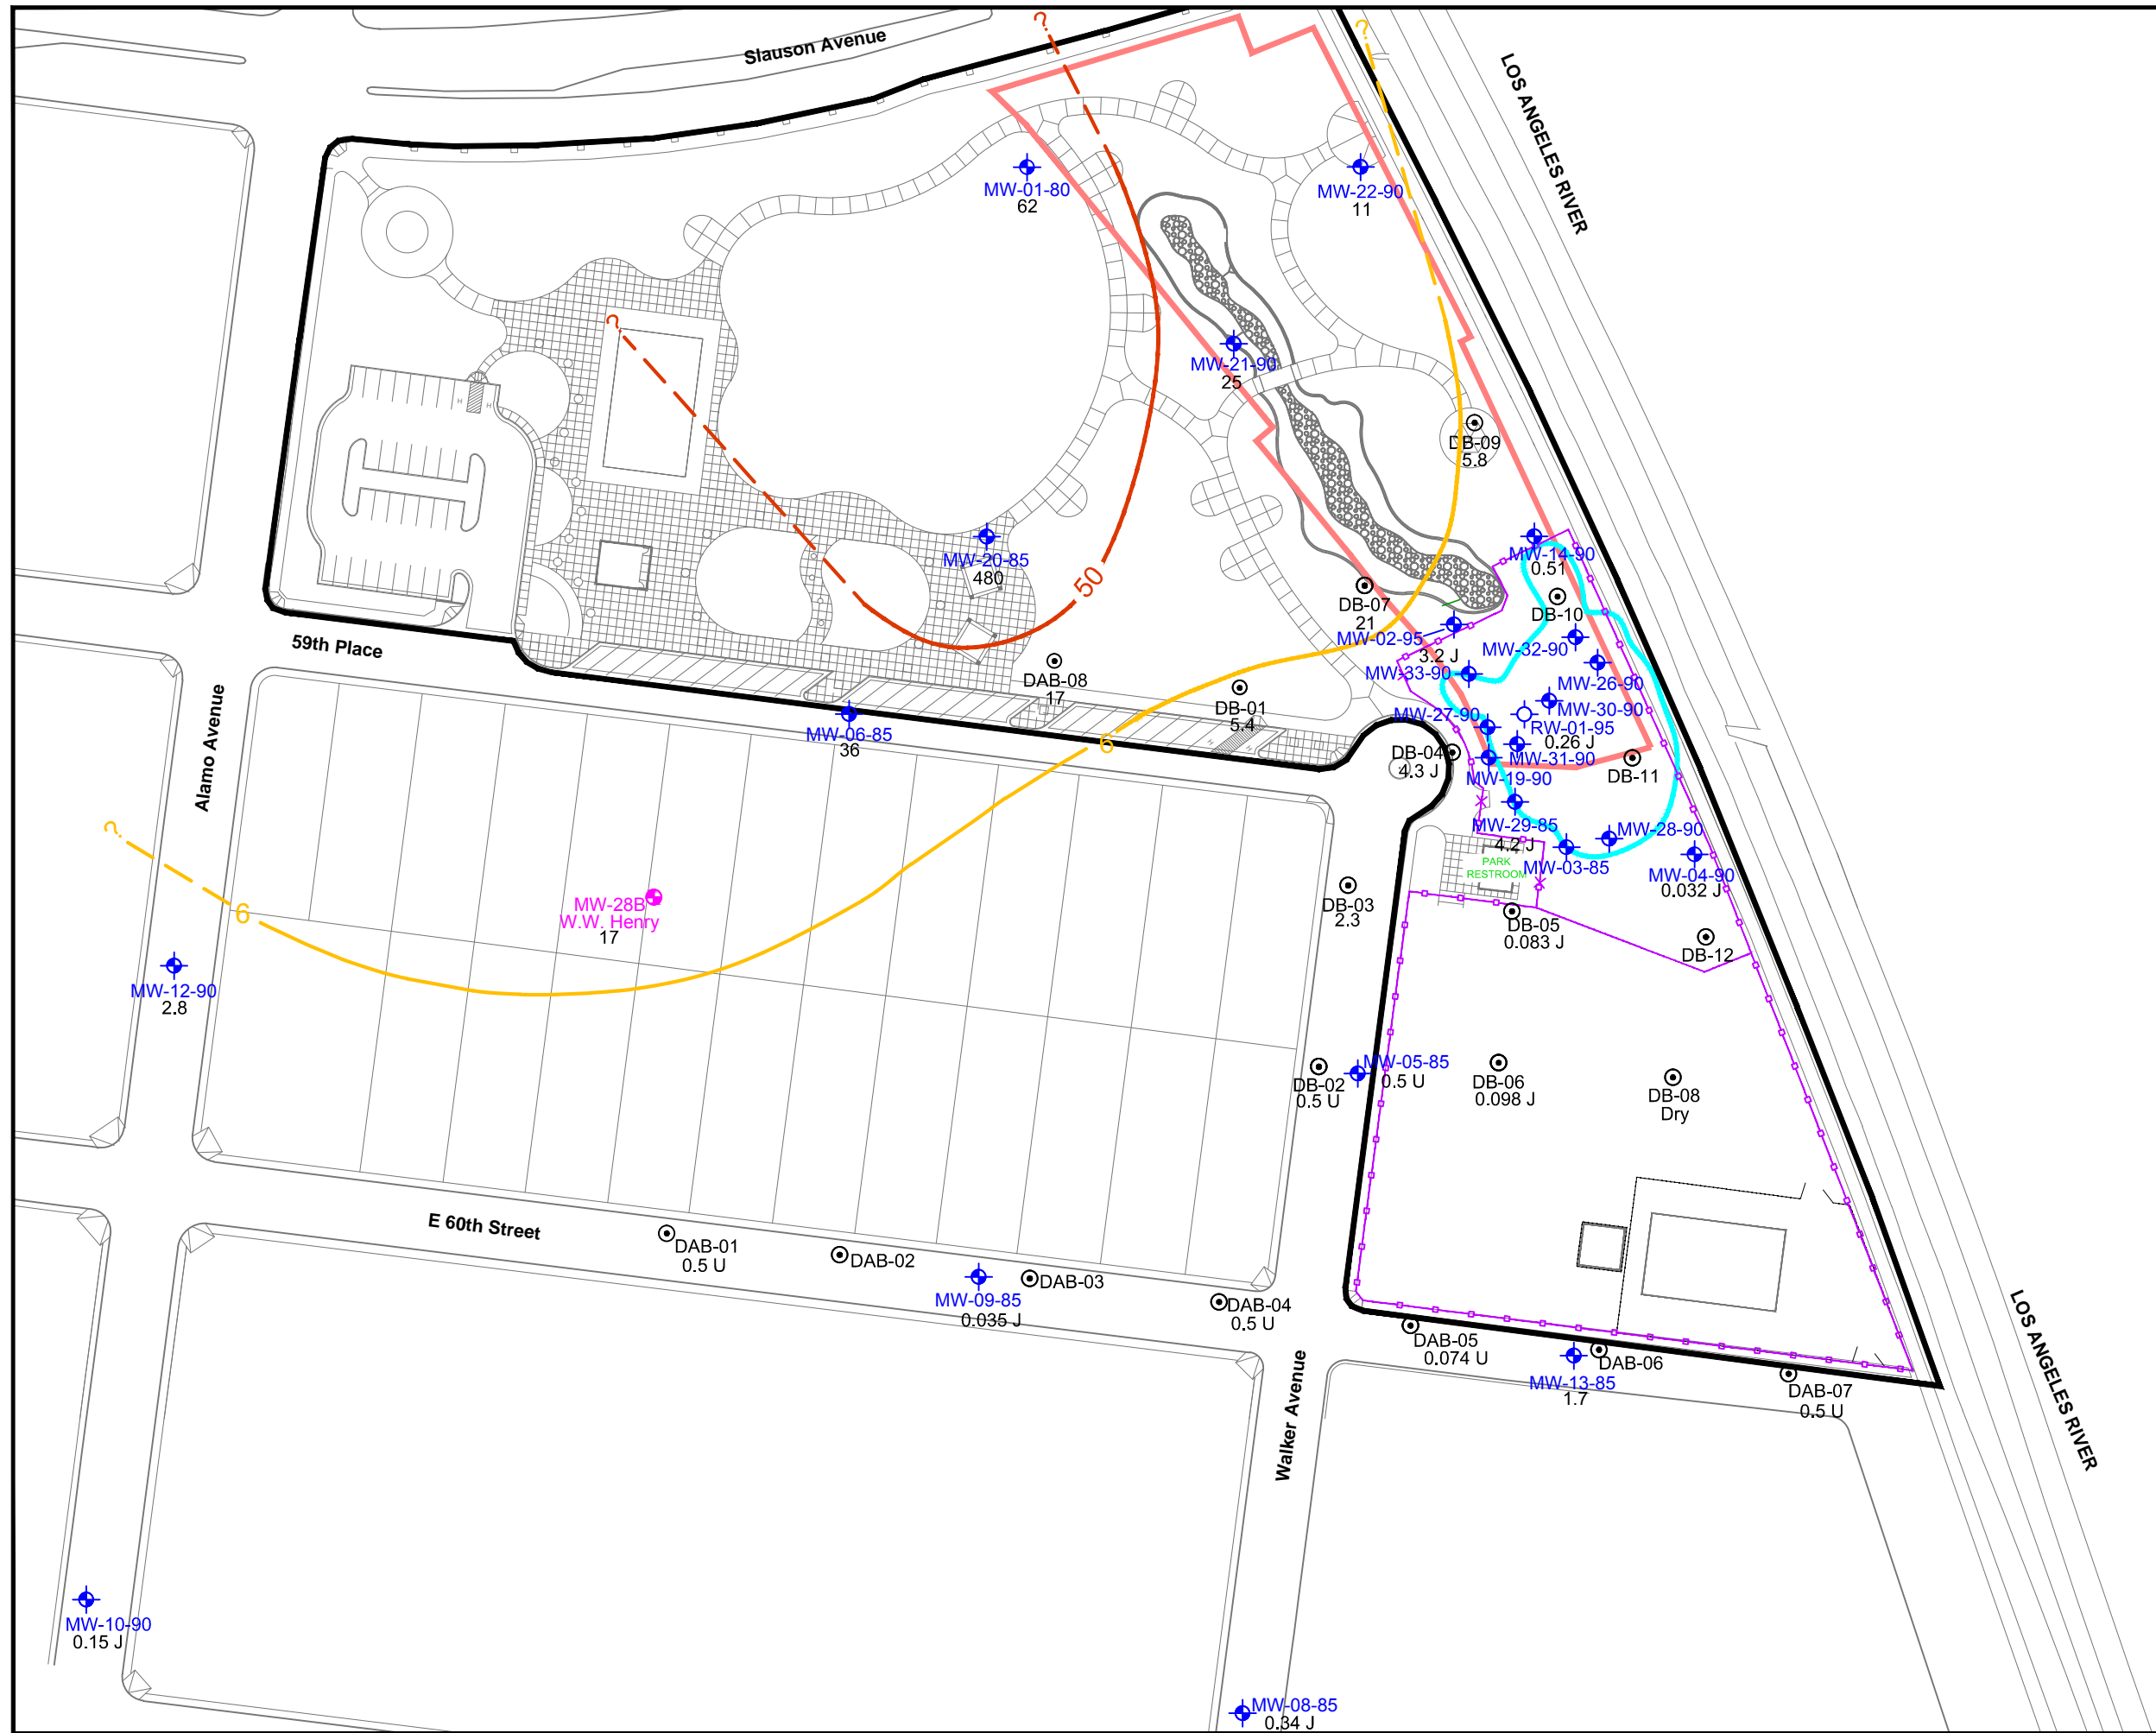 ?
?
Slauson Avenue
LOS ANGELES RIVER
MW-01-80
62
MW-22-90
11
?
MW-21-90
25
H
H
DB-09
5.8
MW-20-85
480
50
MW-14-90
0.51
DB-07
21
DB-10
MW-02-95
3.2 J
MW-32-90
59th Place
DAB-08
17
MW-33-90
MW-26-90
DB-01
5.4
MW-30-90
MW-27-90
RW-01-95
0.26 J
MW-06-85
36
6
H
H
DB-04
4.3 J
MW-31-90
DB-11
MW-19-90
Alamo Avenue
?
MW-29-85
4.2 J
MW-28-90
PARK
RESTROOM
MW-03-85
MW-04-90
0.032 J
6
MW-28B
W.W. Henry
17
DB-03
2.3
DB-05
0.083 J
DB-12
MW-12-90
2.8
DB-02
0.5 U
MW-05-85
0.5 U
DB-06
0.098 J
DB-08
Dry
E 60th Street
DAB-01
0.5 U
DAB-02
MW-09-85
0.035 J
DAB-03
DAB-04
0.5 U
DAB-05
0.074 U
DAB-06
MW-13-85
1.7
DAB-07
0.5 U
LOS ANGELES RIVER
Walker Avenue
MW-10-90
0.15 J
MW-08-85
0.34 J